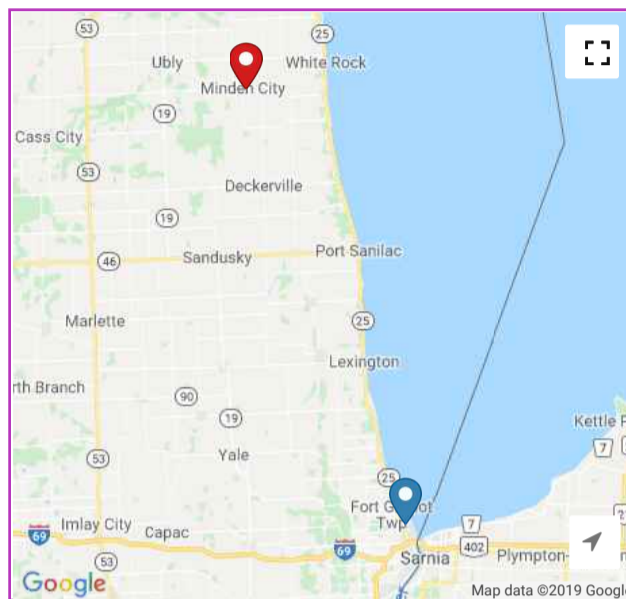 53
25
Ubly
White Rock
Minden City
19
Cass City
53
Deckerville
19
Port Sanilac
Sandusky
46
25
Marlette
Lexington
rth Branch
90
19
Kettle
7
Yale
53
25
Fort G ot
Twp
Imlay City
7
69
Capac
69
402
Sarnia
Plympton-
Google
Map data ©2019 Google